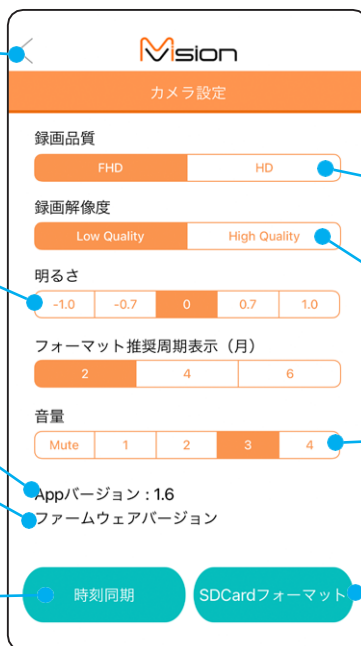 Mvision
カメラ設定
録画品質
FHD HD
録画解像度
Low Quality High Quality
明るさ
-1.0 -0.7 0 0.7 1.0
フォーマット推奨周期表示（月）
2 4 6
音量
Mute 1 2 3 4
Appバージョン : 1.6
ファームウェアバージョン
時刻同期 SDCardフォーマット